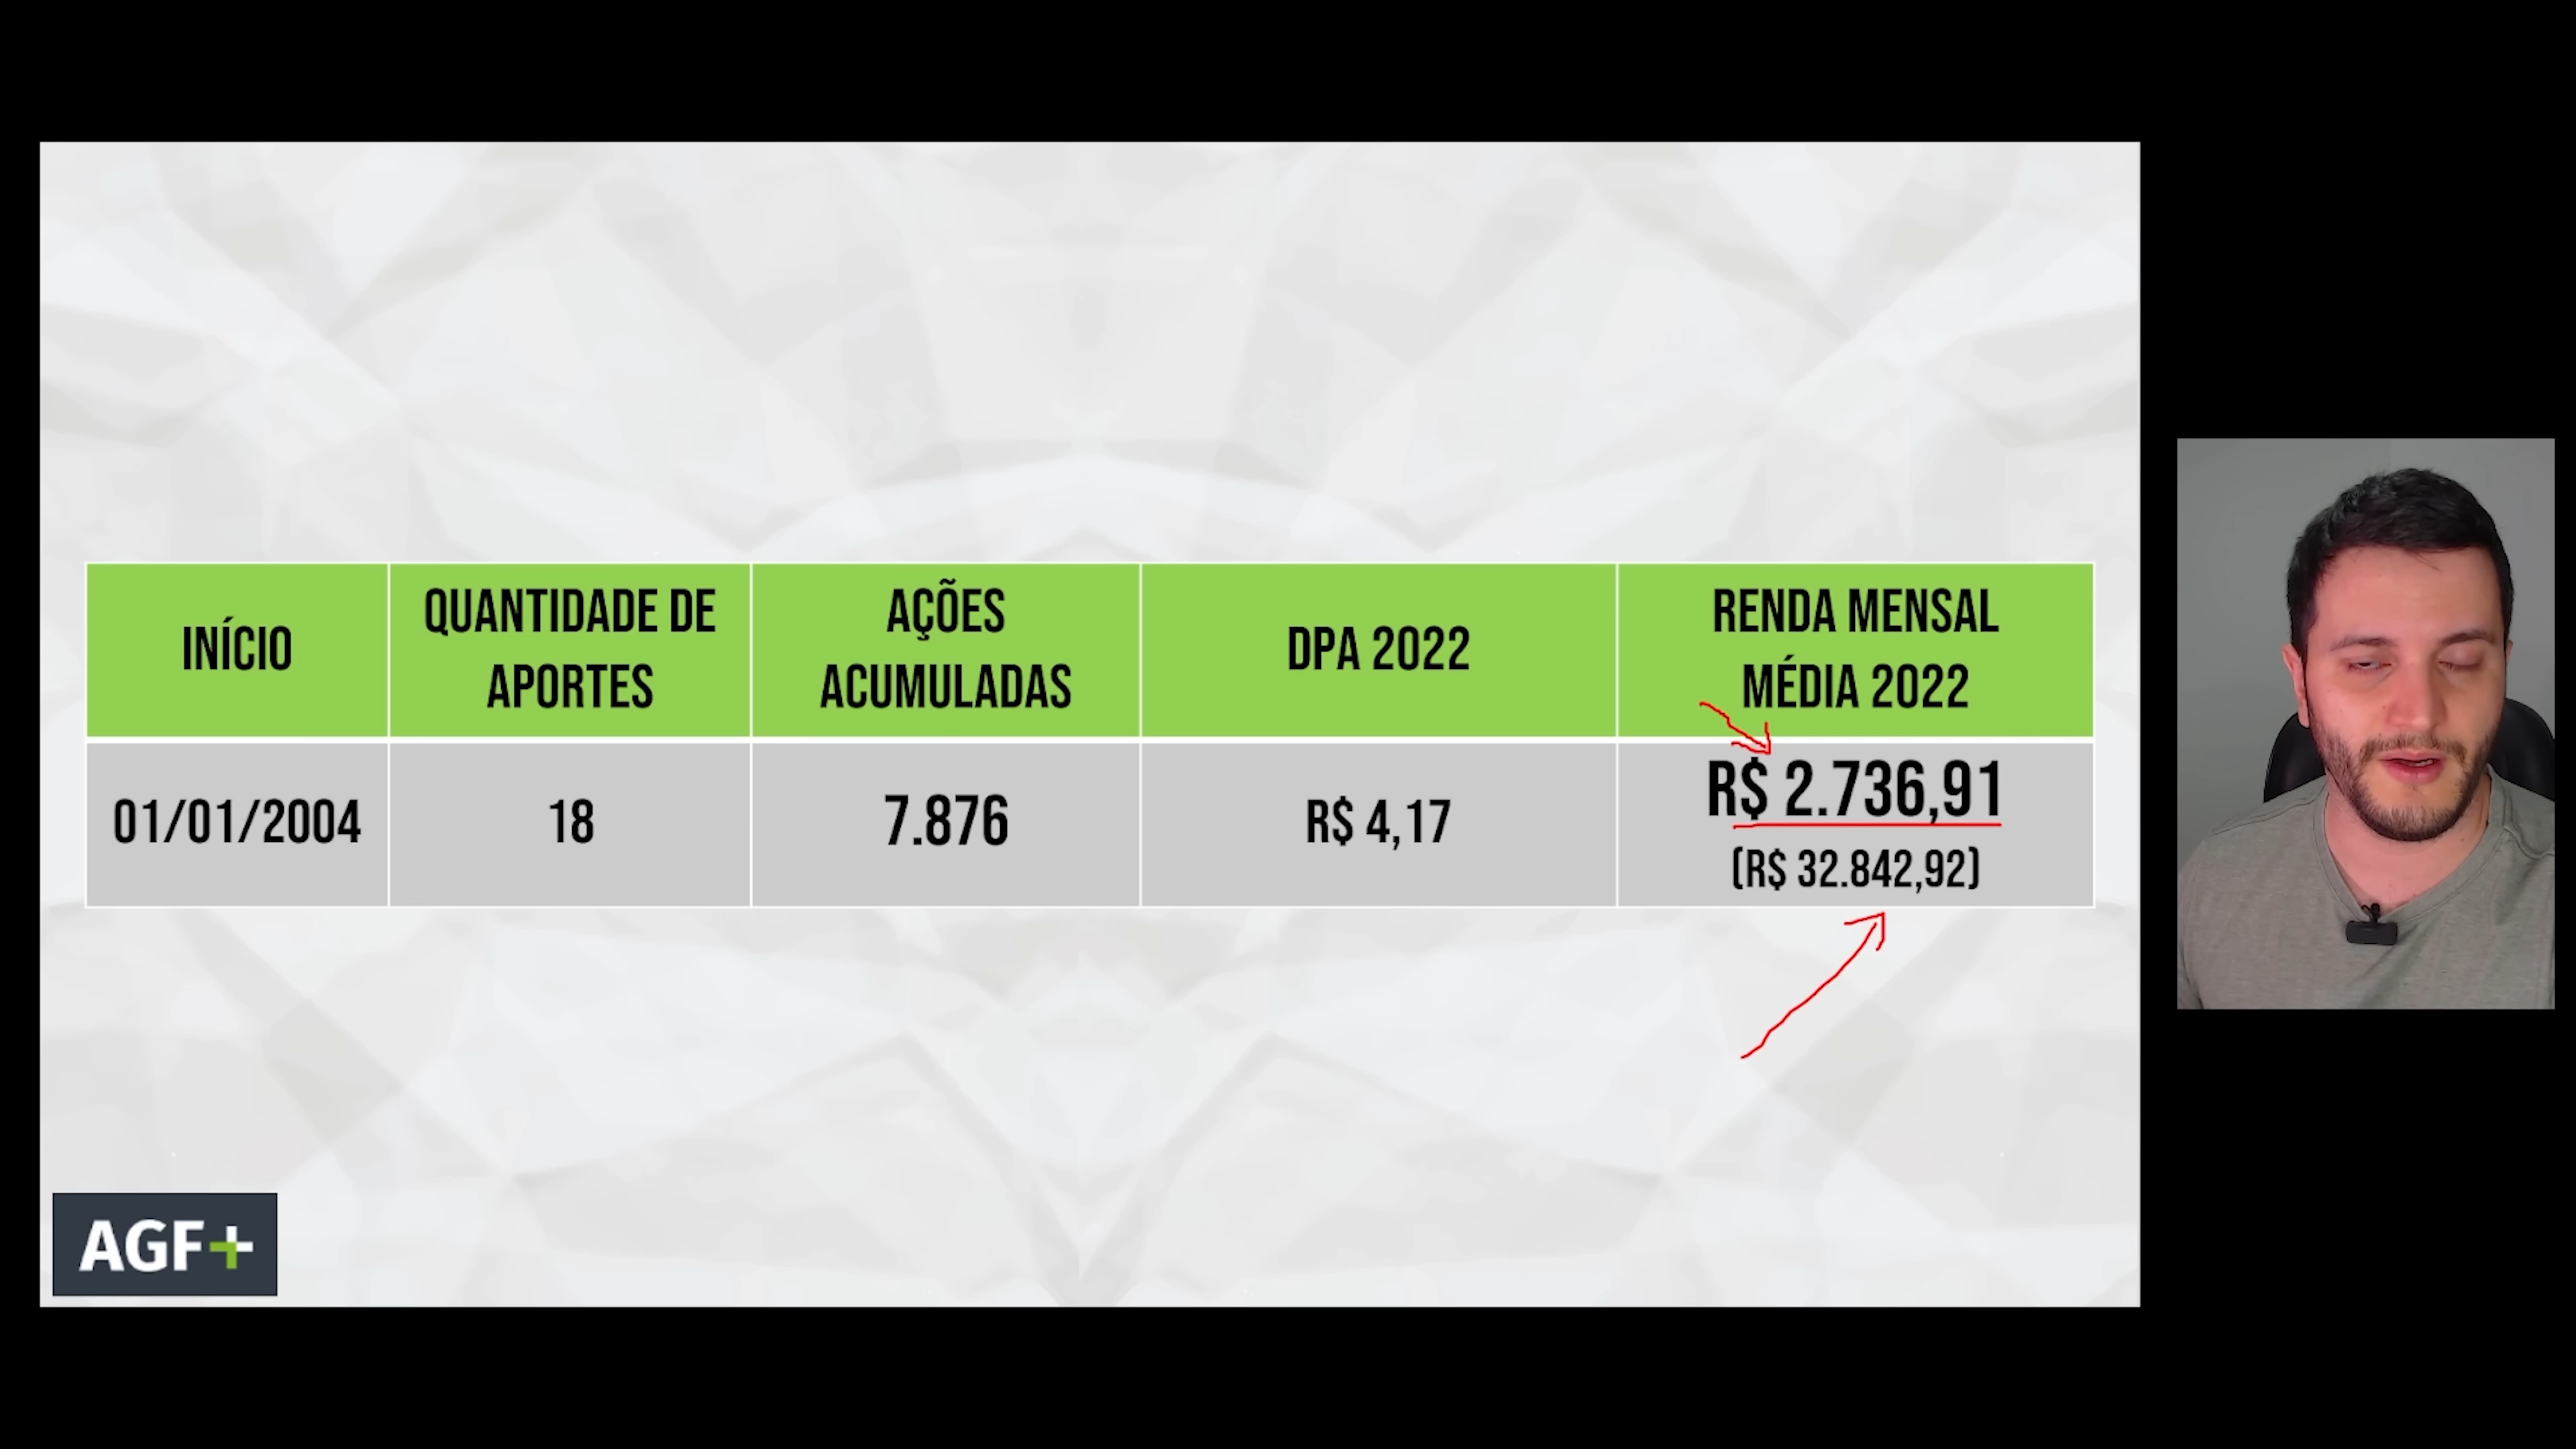 INÍCIO
QUANTIDADE DE
APORTES
AÇÕES
ACUMULADAS
DPA 2022
RENDA MENSAL
MÉDIA 2022
01/01/2004
18
7.876
R$ 4,17
R$ 2.736,91
(R$ 32.842,92)
AGF+